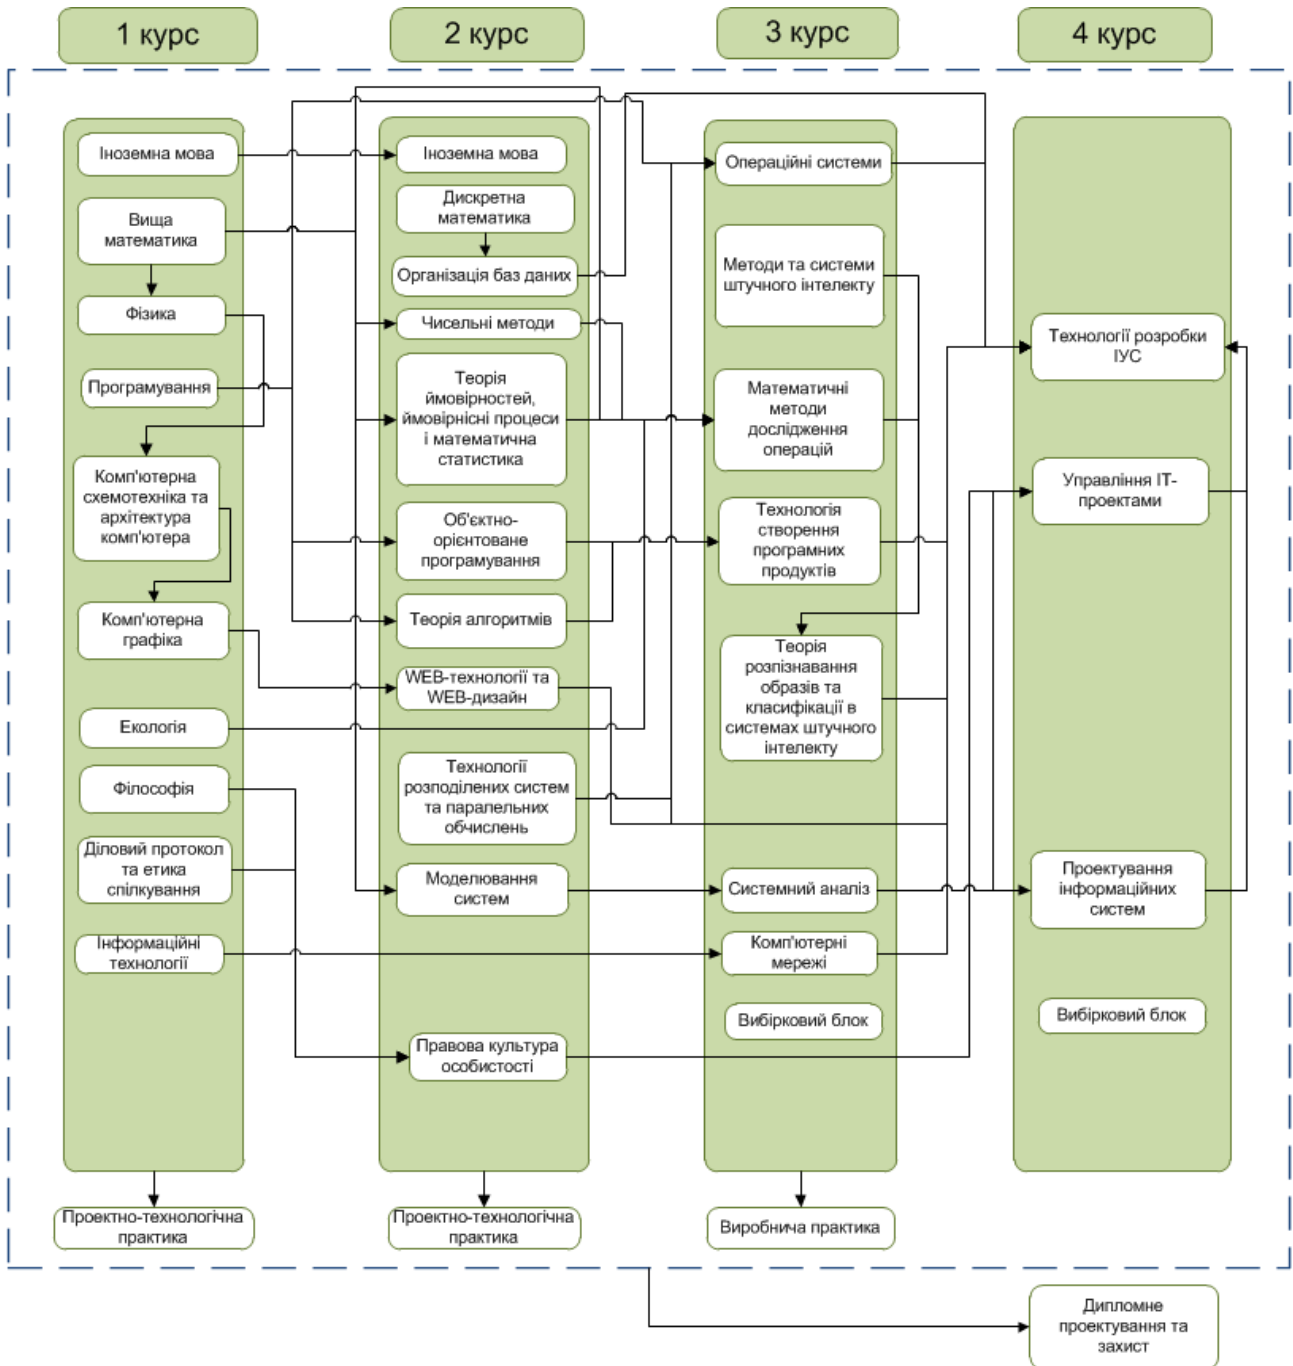 1 курс
2 курс
3 курс
4 курс
Іноземна мова
Вища
математика
Фізика
Програмування
Комп'ютерна
схемотехніка та
архітектура
комп'ютера
Комп'ютерна
графіка
Екологія
Філософія
Діловий протокол
та етика
спілкування
Інформаційні
технології
Проектно-технологічна
практика
Іноземна мова
Дискретна
математика
Організація баз даних
Чисельні методи
Теорія
ймовірностей,
ймовірнісні процеси
і математична
статистика
Об'єктно-
орієнтоване
програмування
Теорія алгоритмів
WEB-технології та
WEB-дизайн
Технології
розподілених систем
та паралельних
обчислень
Моделювання
систем
Правова культура
особистості
Проектно-технологічна
практика
Операційні системи
Методи та системи
штучного інтелекту
Математичні
методи
дослідження
операцій
Технологія
створення
програмних
продуктів
Теорія
розпізнавання
образів та
класифікації в
системах штучного
інтелекту
Системний аналіз
Комп'ютерні
мережі
Вибірковий блок
Виробнича практика
Технології розробки
ІУС
Управління ІТ-
проектами
Проектування
інформаційних
систем
Вибірковий блок
Дипломне
проектування та
захист